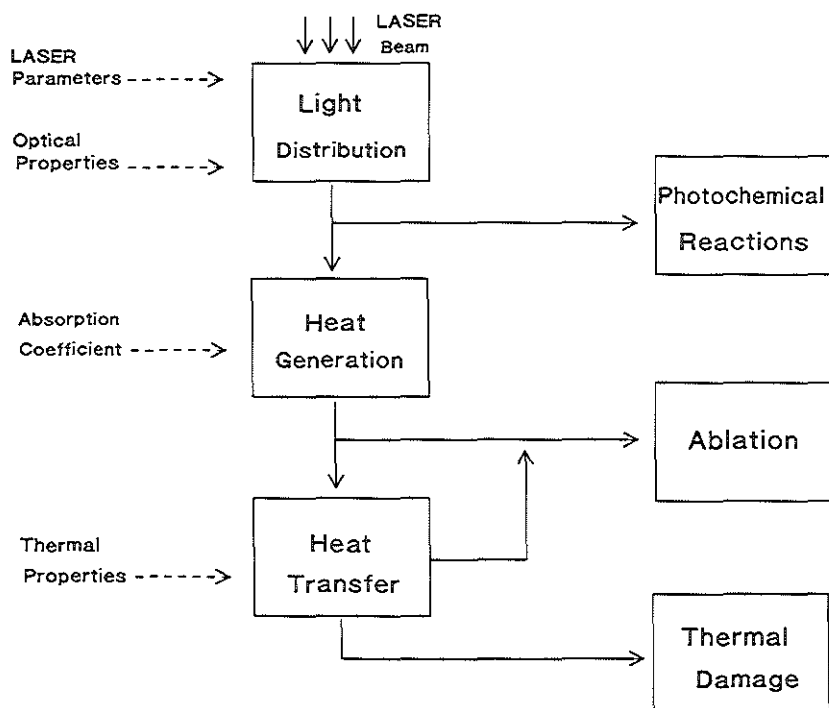 LASER
Beam
LASER
Parameters
Light
Distribution
Optical
Properties
Photochemical
Reactions
Absorption
Coefficient
Heat
Generation
Ablation
Thermal
Properties
Heat
Transfer
Thermal
Damage